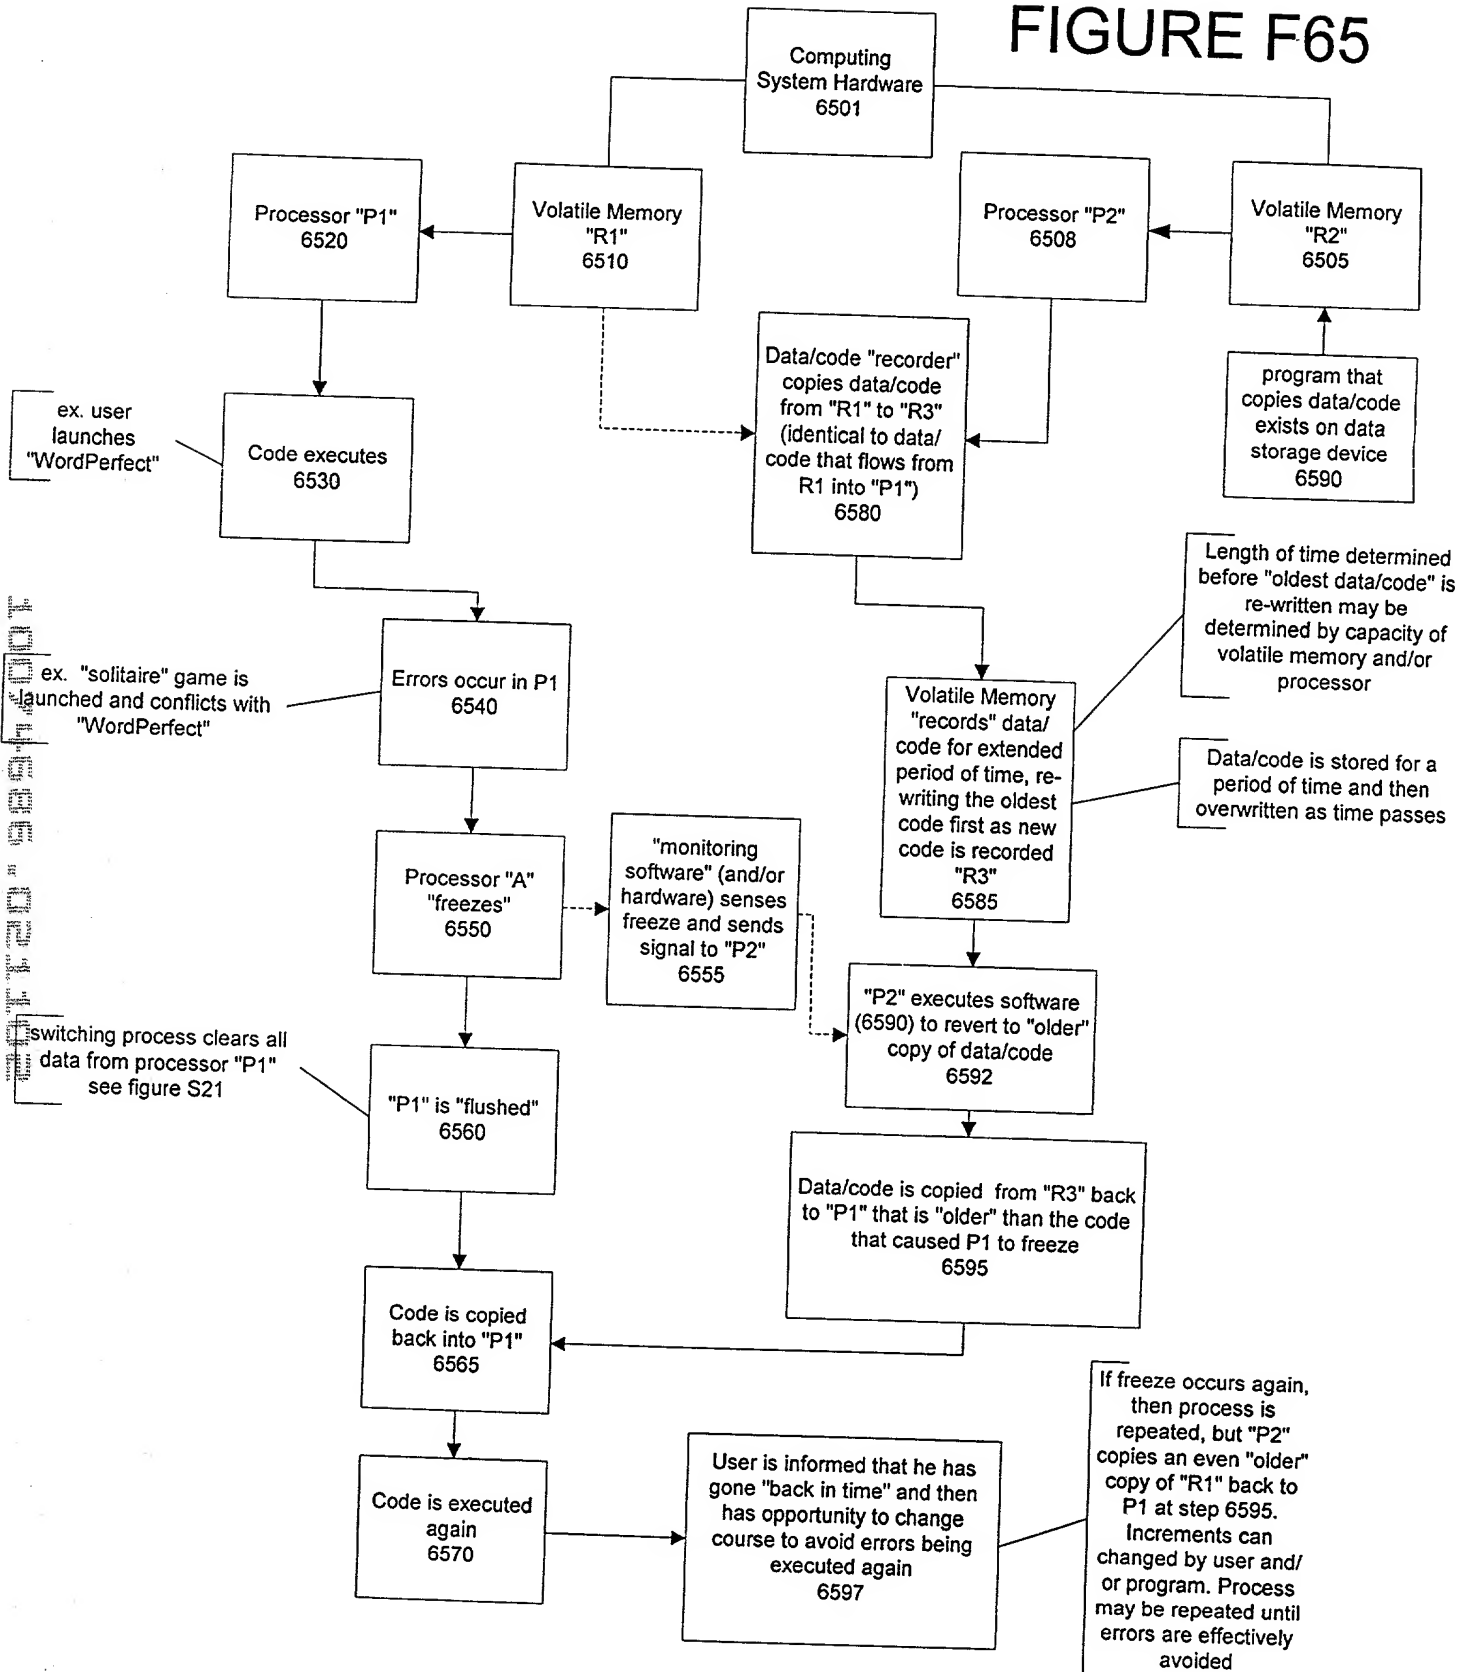 FIGURE F65
Computing
System Hardware
6501
Processor "P1"
6520
Volatile Memory
"R1"
6510
Processor "P2"
6508
Volatile Memory
"R2"
6505
Data/code "recorder"
copies data/code
from "R1" to "R3"
(identical to data/
code that flows from
R1 into "P1")
6580
program that
copies data/code
exists on data
storage device
6590
ex. user
launches
"WordPerfect"
Code executes
6530
Length of time determined
before "oldest data/code" is
re-written may be
determined by capacity of
volatile memory and/or
processor
ex. "solitaire" game is
launched and conflicts with
"WordPerfect"
Errors occur in P1
6540
Volatile Memory
"records" data/
code for extended
period of time, re-
writing the oldest
code first as new
code is recorded
"R3"
6585
Data/code is stored for a
period of time and then
overwritten as time passes
Processor "A"
"freezes"
6550
"monitoring
software" (and/or
hardware) senses
freeze and sends
signal to "P2"
6555
"P2" executes software
(6590) to revert to "older"
copy of data/code
6592
switching process clears all
data from processor "P1"
see figure S21
"P1" is "flushed"
6560
Data/code is copied from "R3" back
to "P1" that is "older" than the code
that caused P1 to freeze
6595
Code is copied
back into "P1"
6565
Code is executed
again
6570
User is informed that he has
gone "back in time" and then
has opportunity to change
course to avoid errors being
executed again
6597
If freeze occurs again,
then process is
repeated, but "P2"
copies an even "older"
copy of "R1" back to
P1 at step 6595.
Increments can
changed by user and/
or program. Process
may be repeated until
errors are effectively
avoided